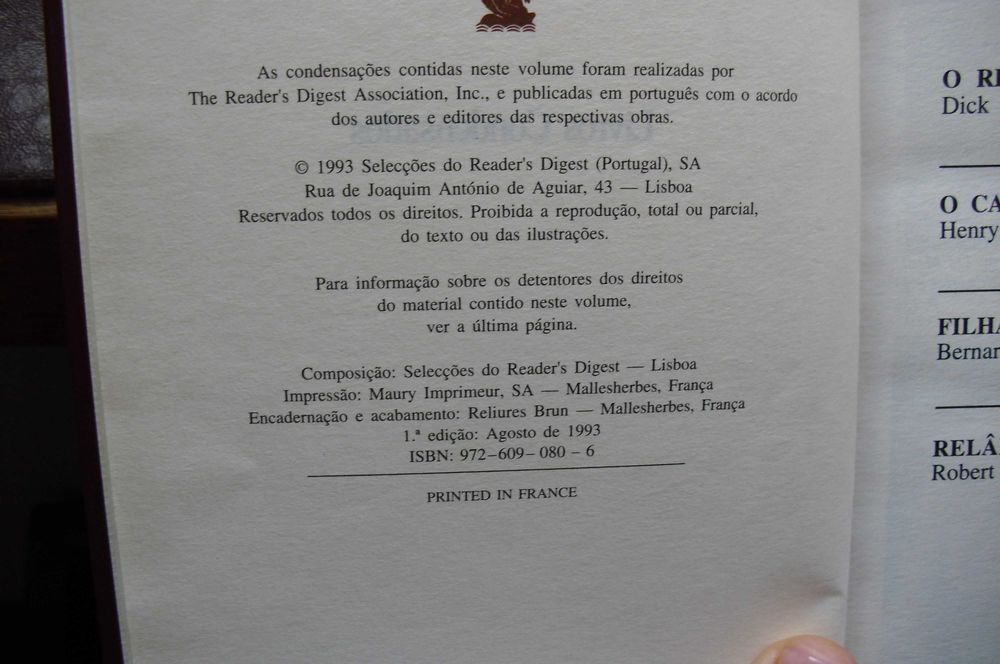 As condensações contidas neste volume foram realizadas por
The Reader's Digest Association, Inc., e publicadas em português com o acordo
dos autores e editores das respectivas obras.
© 1993 Selecções do Reader's Digest (Portugal), SA
Rua de Joaquim António de Aguiar, 43 — Lisboa
Reservados todos os direitos. Proibida a reprodução, total ou parcial,
do texto ou das ilustrações.
Para informação sobre os detentores dos direitos
do material contido neste volume,
ver a última página.
Composição: Selecções do Reader's Digest — Lisboa
Impressão: Maury Imprimeur, SA — Mallesherbes, França
Encadernação e acabamento: Reliures Brun — Mallesherbes, França
1.ª edição: Agosto de 1993
ISBN: 972–609–080–6
PRINTED IN FRANCE
O
Dick
O
Henry
Robert